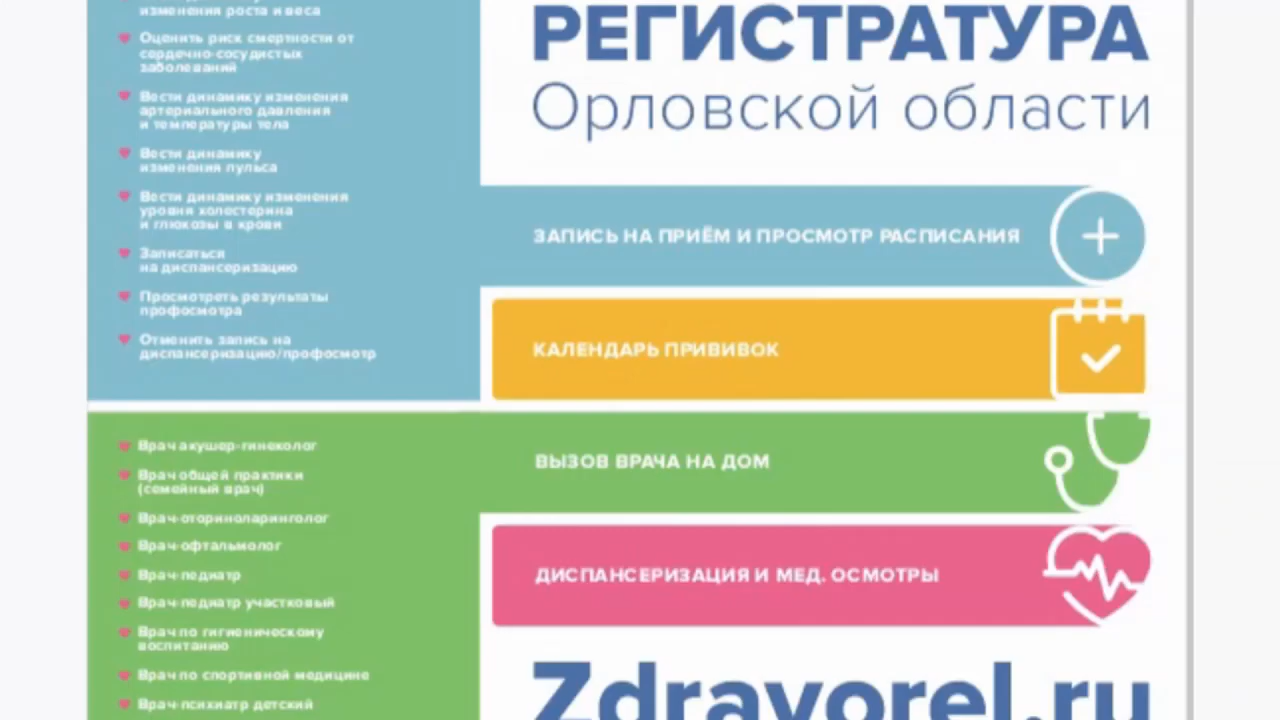 изменения роста и веса
Оценить риск смертности от
сердечно-сосудистых
заболеваний
Вести динамику изменения
артериального давления
и температуры тела
Вести динамику
изменения пульса
Вести динамику изменения
уровня холестерина
и глюкозы в крови
Записаться
на диспансеризацию
Просмотреть результаты
профосмотра
Отменить запись на
диспансеризацию/профосмотр
Врач акушер-гинеколог
Врач общей практики
(семейный врач)
Врач-оториноларинголог
Врач-офтальмолог
Врач-педиатр
Врач-педиатр участковый
Врач по гигиеническому
воспитанию
Врач по спортивной медицине
Врач-психиатр детский
РЕГИСТРАТУРА
Орловской области
ЗАПИСЬ НА ПРИЁМ И ПРОСМОТР РАСПИСАНИЯ
КАЛЕНДАРЬ ПРИВИВОК
ВЫЗОВ ВРАЧА НА ДОМ
ДИСПАНСЕРИЗАЦИЯ И МЕД. ОСМОТРЫ
Zdravorel.ru